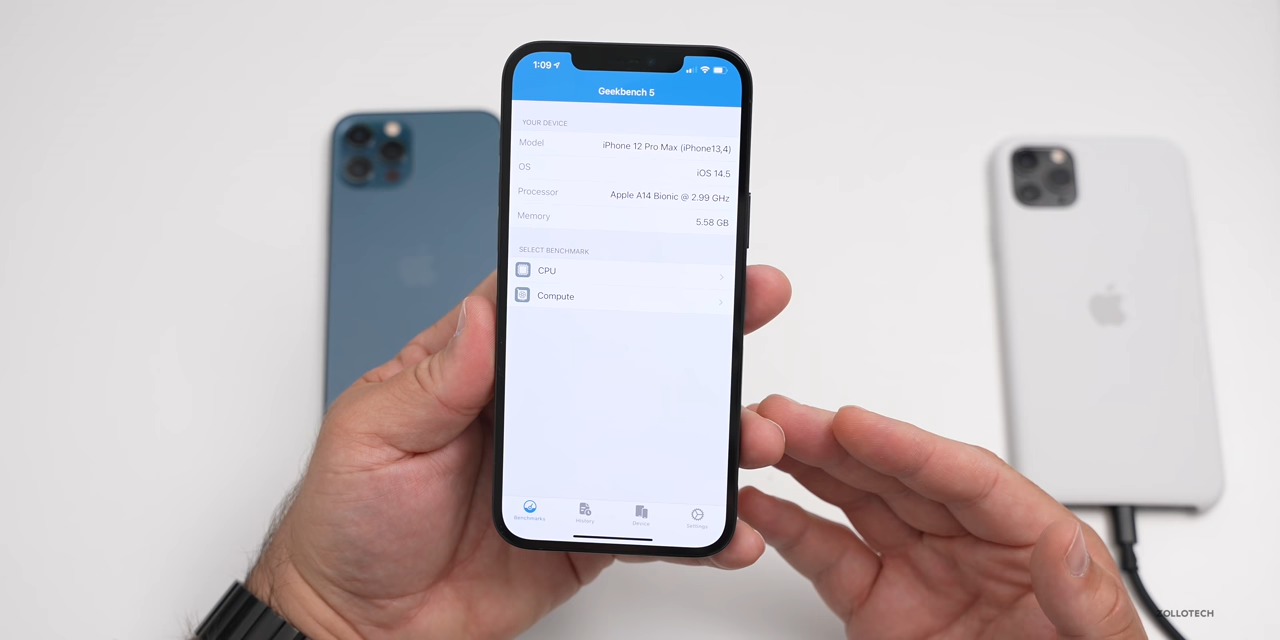 1:09
Geekbench 5
YOUR DEVICE
Model iPhone 12 Pro Max (iPhone13,4)
OS iOS 14.5
Processor Apple A14 Bionic @ 2.99 GHz
Memory 5.58 GB
SELECT BENCHMARK
CPU
Compute
Benchmarks History Device Settings
ZOLLOTECH